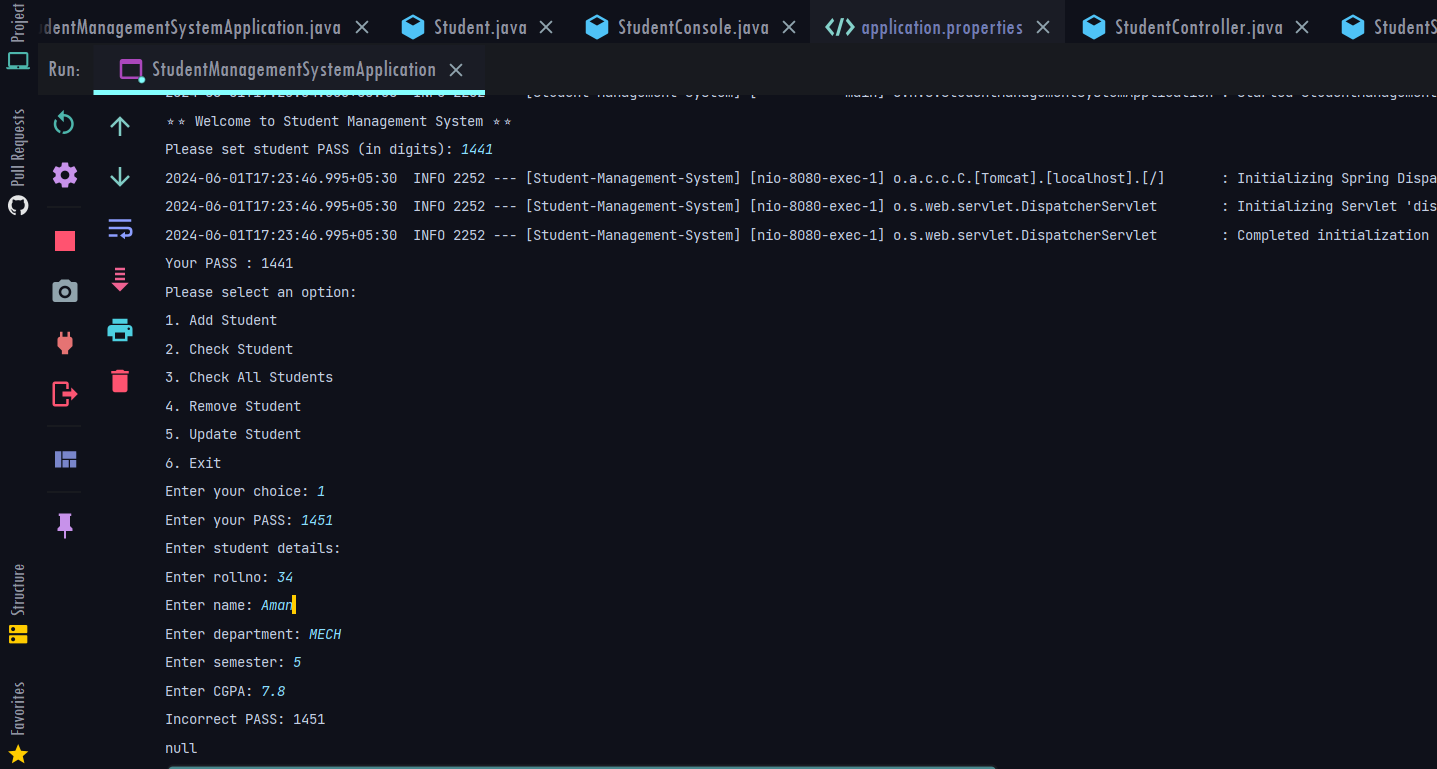 Project
dentManagementSystemApplication.java
Student.java
StudentConsole.java
</> application.properties
StudentController.java
Run:
StudentManagementSystemApplication
Pull Requests
Structure
Favorites
INFO 2252 --- [Student-Management-System] [ main] : Started
** Welcome to Student Management System **
Please set student PASS (in digits): 1441
2024-06-01T17:23:46.995+05:30 INFO 2252 --- [Student-Management-System] [nio-8080-exec-1] o.a.c.c.C.[Tomcat].[localhost].[/] : Initializing Spring Dispa
2024-06-01T17:23:46.995+05:30 INFO 2252 --- [Student-Management-System] [nio-8080-exec-1] o.s.web.servlet.DispatcherServlet : Initializing Servlet 'dis
2024-06-01T17:23:46.995+05:30 INFO 2252 --- [Student-Management-System] [nio-8080-exec-1] o.s.web.servlet.DispatcherServlet : Completed initialization
Your PASS : 1441
Please select an option:
1. Add Student
2. Check Student
3. Check All Students
4. Remove Student
5. Update Student
6. Exit
Enter your choice: 1
Enter your PASS: 1451
Enter student details:
Enter rollno: 34
Enter name: Aman
Enter department: MECH
Enter semester: 5
Enter CGPA: 7.8
Incorrect PASS: 1451
null